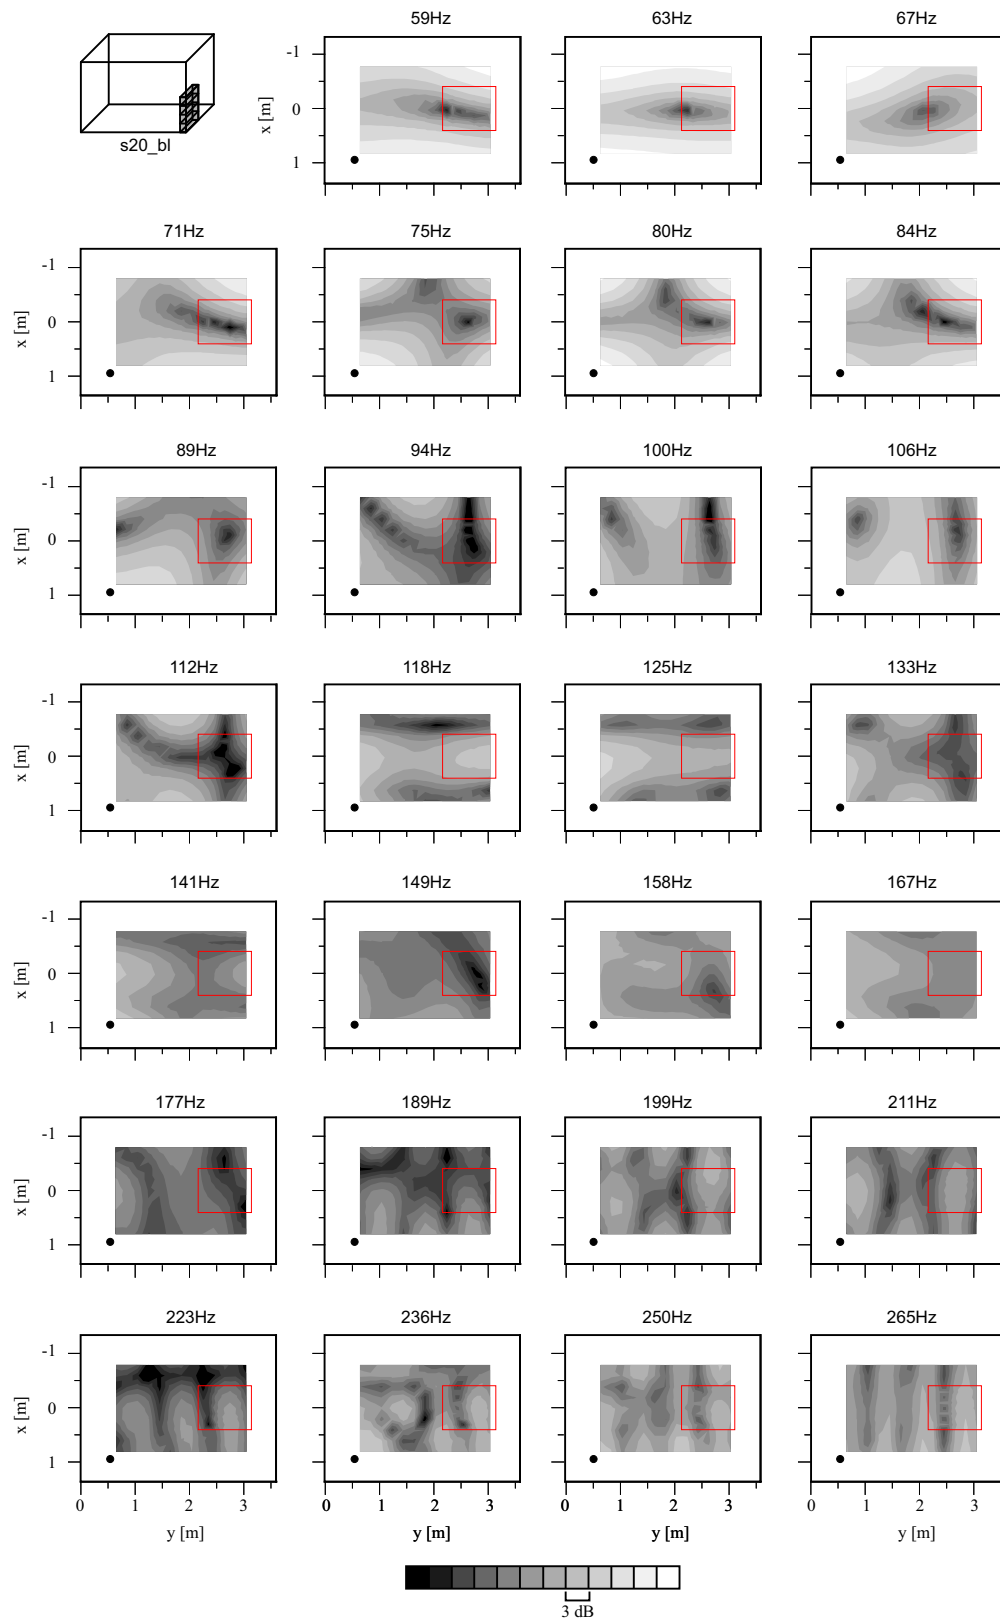 59Hz 63Hz 67Hz
-1
x [m] 0
1
s20_bl
71Hz 75Hz 80Hz 84Hz
-1
x [m] 0
1
89Hz 94Hz 100Hz 106Hz
-1
x [m] 0
1
112Hz 118Hz 125Hz 133Hz
-1
x [m] 0
1
141Hz 149Hz 158Hz 167Hz
-1
x [m] 0
1
177Hz 189Hz 199Hz 211Hz
-1
x [m] 0
1
223Hz 236Hz 250Hz 265Hz
-1
x [m] 0
1
0 1 2 3 0 1 2 3 0 1 2 3 0 1 2 3
y [m] y [m] y [m] y [m]
3 dB